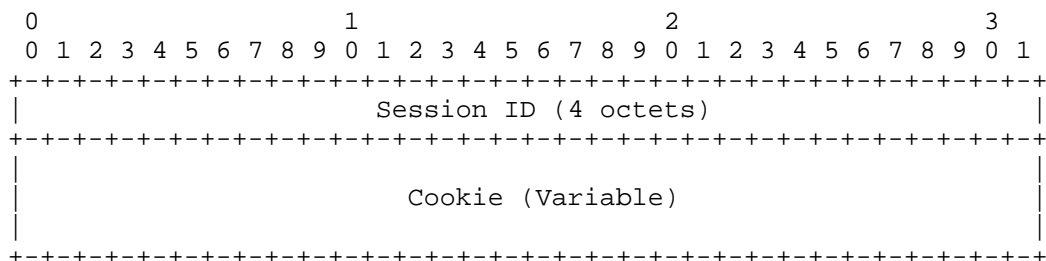 0                   1                   2                   3
 0 1 2 3 4 5 6 7 8 9 0 1 2 3 4 5 6 7 8 9 0 1 2 3 4 5 6 7 8 9 0 1
+-+-+-+-+-+-+-+-+-+-+-+-+-+-+-+-+-+-+-+-+-+-+-+-+-+-+-+-+-+-+-+-+
|                      Session ID (4 octets)                    |
+-+-+-+-+-+-+-+-+-+-+-+-+-+-+-+-+-+-+-+-+-+-+-+-+-+-+-+-+-+-+-+-+
|                                                               |
|                        Cookie (Variable)                      |
|                                                               |
+-+-+-+-+-+-+-+-+-+-+-+-+-+-+-+-+-+-+-+-+-+-+-+-+-+-+-+-+-+-+-+-+